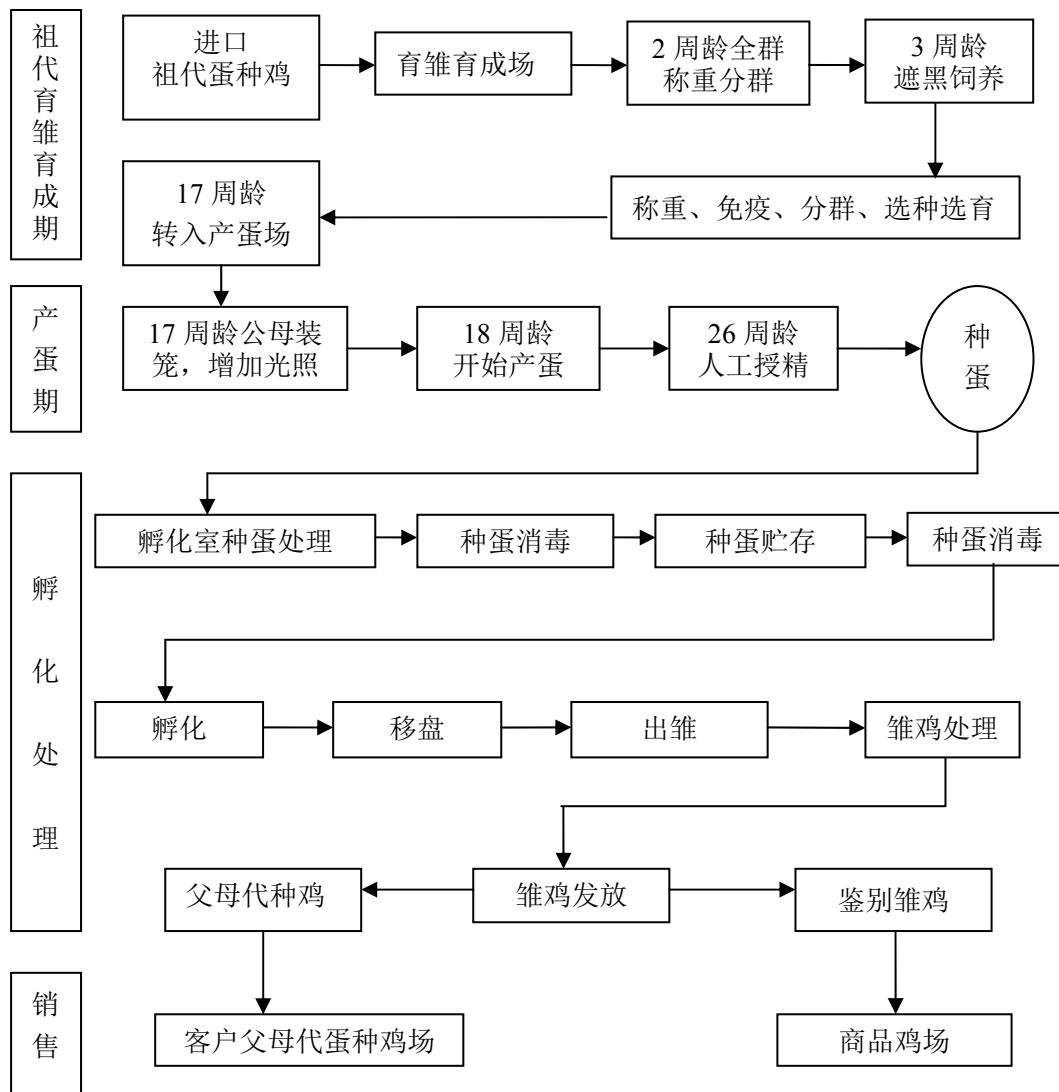 祖代育雏育成期
进口
祖代蛋种鸡
育雏育成场
2 周龄全群
称重分群
3 周龄
遮黑饲养
17 周龄
转入产蛋场
称重、免疫、分群、选种选育
产蛋期
17 周龄公母装
笼，增加光照
18 周龄
开始产蛋
26 周龄
人工授精
种
蛋
孵化处理
孵化室种蛋处理
种蛋消毒
种蛋贮存
种蛋消毒
孵化
移盘
出雏
雏鸡处理
父母代种鸡
雏鸡发放
鉴别雏鸡
销售
客户父母代蛋种鸡场
商品鸡场